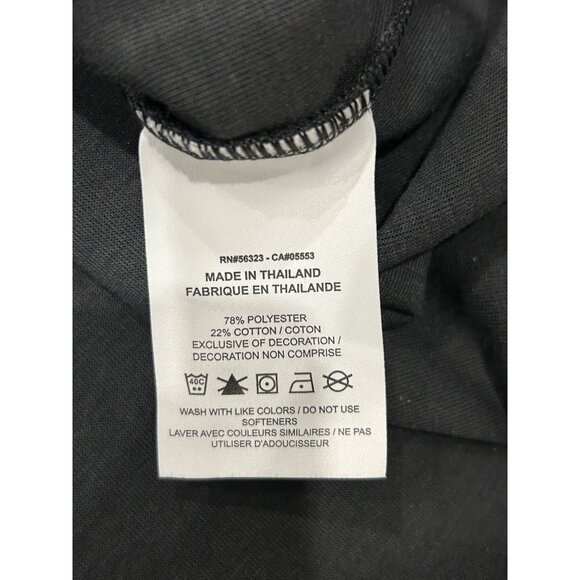 RN#56323 - CA#05553
MADE IN THAILAND
FABRIQUE EN THAILANDE
78% POLYESTER
22% COTTON / COTON
EXCLUSIVE OF DECORATION /
DECORATION NON COMPRISE
40C
WASH WITH LIKE COLORS / DO NOT USE
SOFTENERS
LAVER AVEC COULEURS SIMILAIRES / NE PAS
UTILISER D'ADOUCISSEUR